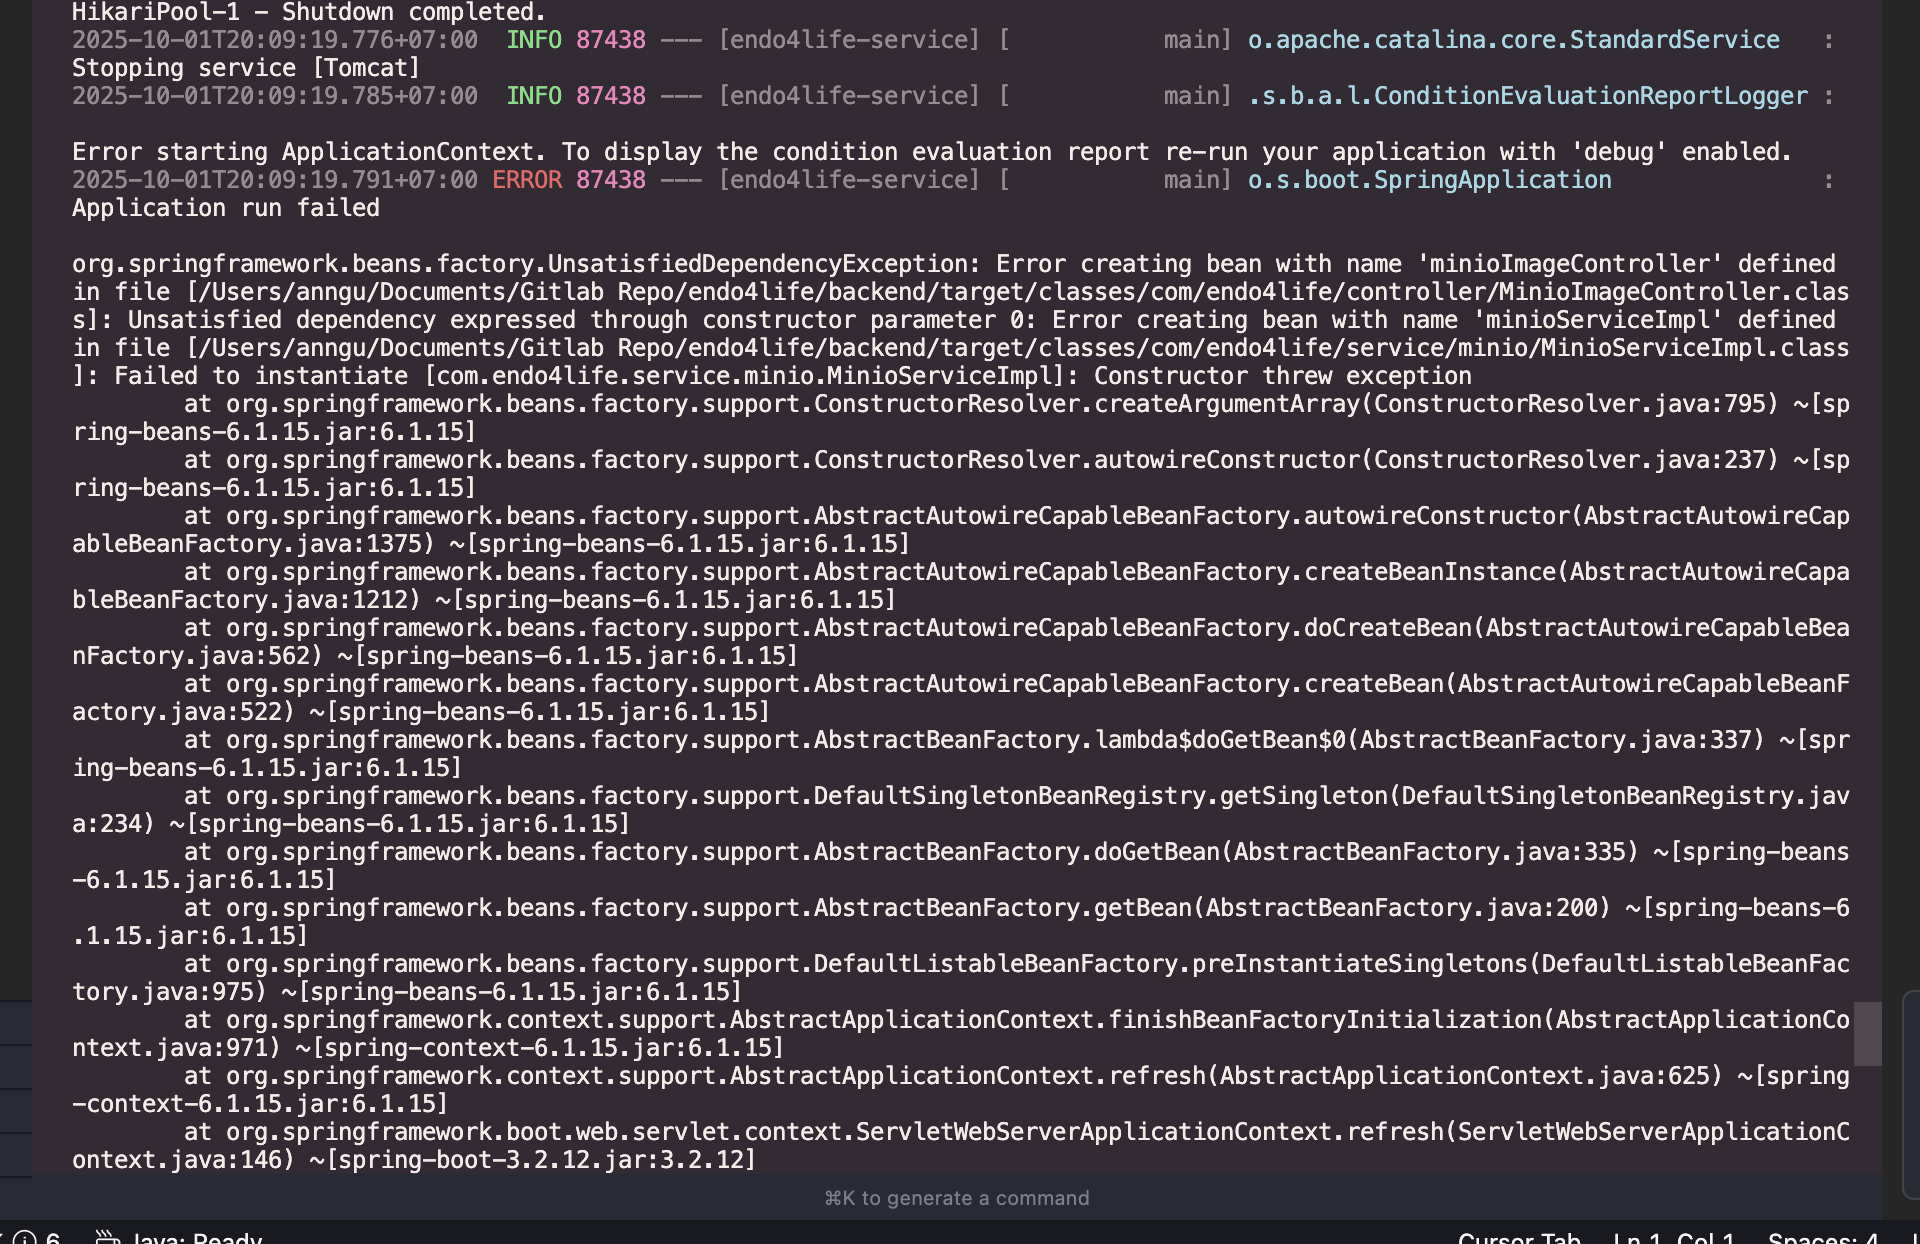 HikariPool-1 - Shutdown completed.
2025-10-01T20:09:19.776+07:00  INFO 87438 --- [endo4life-service] [           main] o.apache.catalina.core.StandardService   :
Stopping service [Tomcat]
2025-10-01T20:09:19.785+07:00  INFO 87438 --- [endo4life-service] [           main] .s.b.a.l.ConditionEvaluationReportLogger :
Error starting ApplicationContext. To display the condition evaluation report re-run your application with 'debug' enabled.
2025-10-01T20:09:19.791+07:00 ERROR 87438 --- [endo4life-service] [           main] o.s.boot.SpringApplication               :
Application run failed
org.springframework.beans.factory.UnsatisfiedDependencyException: Error creating bean with name 'minioImageController' defined
in file [/Users/anngu/Documents/Gitlab Repo/endo4life/backend/target/classes/com/endo4life/controller/MinioImageController.clas
s]: Unsatisfied dependency expressed through constructor parameter 0: Error creating bean with name 'minioServiceImpl' defined
in file [/Users/anngu/Documents/Gitlab Repo/endo4life/backend/target/classes/com/endo4life/service/minio/MinioServiceImpl.class
]: Failed to instantiate [com.endo4life.service.minio.MinioServiceImpl]: Constructor threw exception
        at org.springframework.beans.factory.support.ConstructorResolver.createArgumentArray(ConstructorResolver.java:795) ~[sp
ring-beans-6.1.15.jar:6.1.15]
        at org.springframework.beans.factory.support.ConstructorResolver.autowireConstructor(ConstructorResolver.java:237) ~[sp
ring-beans-6.1.15.jar:6.1.15]
        at org.springframework.beans.factory.support.AbstractAutowireCapableBeanFactory.autowireConstructor(AbstractAutowireCap
ableBeanFactory.java:1375) ~[spring-beans-6.1.15.jar:6.1.15]
        at org.springframework.beans.factory.support.AbstractAutowireCapableBeanFactory.createBeanInstance(AbstractAutowireCapa
bleBeanFactory.java:1212) ~[spring-beans-6.1.15.jar:6.1.15]
        at org.springframework.beans.factory.support.AbstractAutowireCapableBeanFactory.doCreateBean(AbstractAutowireCapableBea
nFactory.java:562) ~[spring-beans-6.1.15.jar:6.1.15]
        at org.springframework.beans.factory.support.AbstractAutowireCapableBeanFactory.createBean(AbstractAutowireCapableBeanF
actory.java:522) ~[spring-beans-6.1.15.jar:6.1.15]
        at org.springframework.beans.factory.support.AbstractBeanFactory.lambda$doGetBean$0(AbstractBeanFactory.java:337) ~[spr
ing-beans-6.1.15.jar:6.1.15]
        at org.springframework.beans.factory.support.DefaultSingletonBeanRegistry.getSingleton(DefaultSingletonBeanRegistry.jav
a:234) ~[spring-beans-6.1.15.jar:6.1.15]
        at org.springframework.beans.factory.support.AbstractBeanFactory.doGetBean(AbstractBeanFactory.java:335) ~[spring-beans
-6.1.15.jar:6.1.15]
        at org.springframework.beans.factory.support.AbstractBeanFactory.getBean(AbstractBeanFactory.java:200) ~[spring-beans-6
.1.15.jar:6.1.15]
        at org.springframework.beans.factory.support.DefaultListableBeanFactory.preInstantiateSingletons(DefaultListableBeanFac
tory.java:975) ~[spring-beans-6.1.15.jar:6.1.15]
        at org.springframework.context.support.AbstractApplicationContext.finishBeanFactoryInitialization(AbstractApplicationCo
ntext.java:971) ~[spring-context-6.1.15.jar:6.1.15]
        at org.springframework.context.support.AbstractApplicationContext.refresh(AbstractApplicationContext.java:625) ~[spring
-context-6.1.15.jar:6.1.15]
        at org.springframework.boot.web.servlet.context.ServletWebServerApplicationContext.refresh(ServletWebServerApplicationC
ontext.java:146) ~[spring-boot-3.2.12.jar:3.2.12]
⌘K to generate a command
6 Java: Ready Cursor Tab Ln 1, Col 1 Spaces: 4